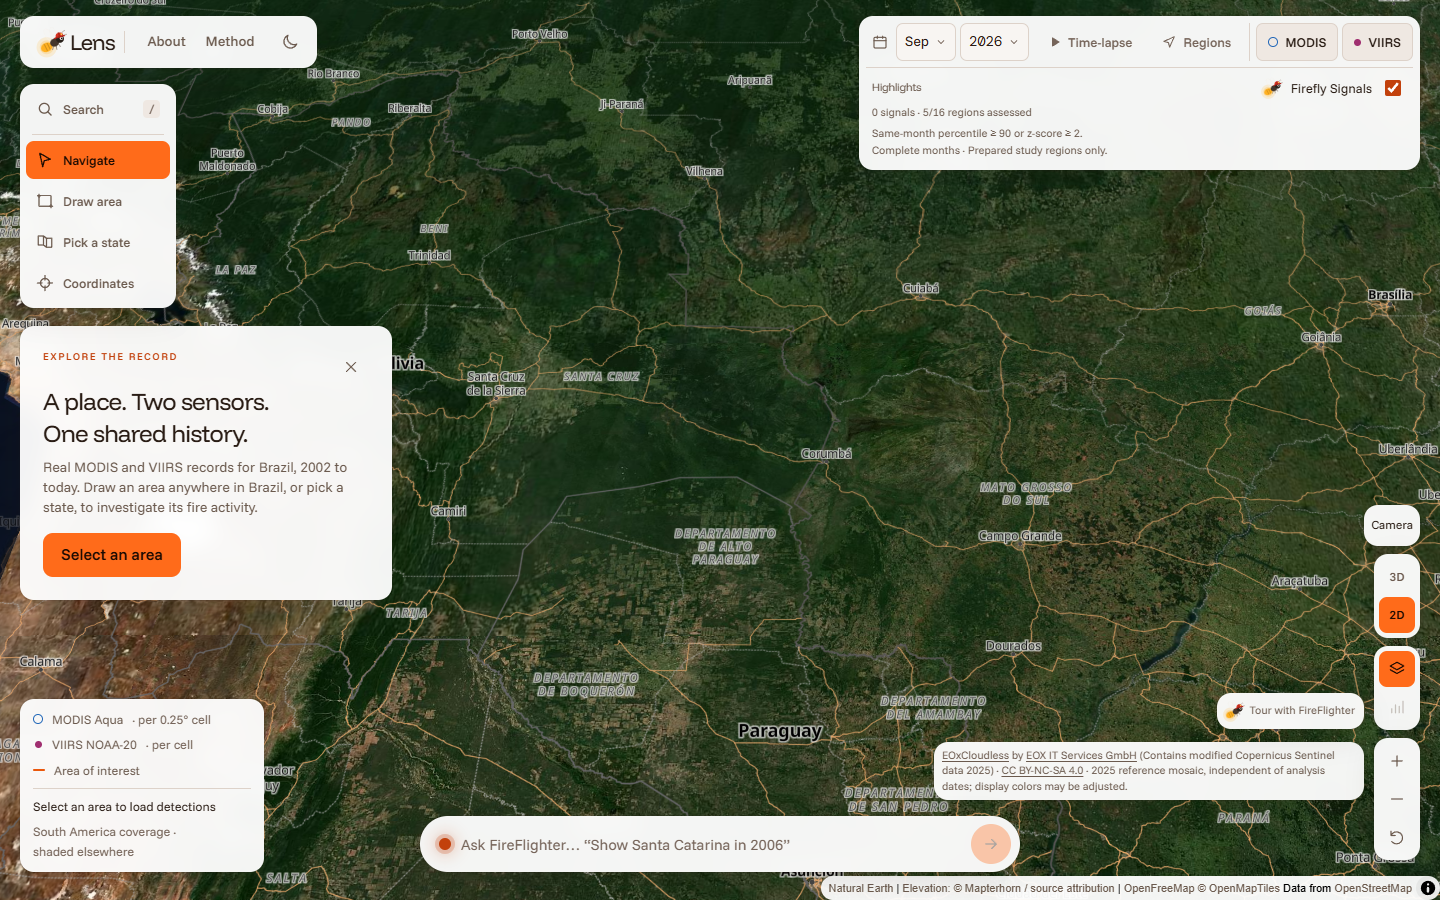 Lens
About
Method
Search
/
Navigate
Draw area
Pick a state
Coordinates
Sep
2026
Time-lapse
Regions
MODIS
VIIRS
Highlights
Firefly Signals
0 signals · 5/16 regions assessed
Same-month percentile ≥ 90 or z-score ≥ 2.
Complete months · Prepared study regions only.
EXPLORE THE RECORD
A place. Two sensors.
One shared history.
Real MODIS and VIIRS records for Brazil, 2002 to
today. Draw an area anywhere in Brazil, or pick a
state, to investigate its fire activity.
Select an area
MODIS Aqua · per 0.25° cell
VIIRS NOAA-20 · per cell
Area of interest
Select an area to load detections
South America coverage ·
shaded elsewhere
Porto Velho
Rio Branco
Aripuanã
Cobija
Riberalta
Ji-Paraná
PANDO
Puerto
Maldonado
Vilhena
BENI
Trinidad
LA PAZ
Cuiabá
Brasília
GOIÁS
Arequipa
Goiânia
livia
Santa Cruz
de la Sierra
SANTA CRUZ
Corumbá
Uberlândia
MATO GROSSO
DO SUL
Camiri
DEPARTAMENTO
DE ALTO
PARAGUAY
Campo Grande
Araçatuba
Tarija
TARIJA
Dourados
Calama
DEPARTAMENTO
DE BOQUERÓN
DEPARTAMENTO
DEL AMAMBAY
Paraguay
DE SAN PEDRO
PARANÁ
SALTA
Camera
3D
2D
Tour with FireFlighter
EOxCloudless by EOX IT Services GmbH (Contains modified Copernicus Sentinel
data 2025) · CC BY-NC-SA 4.0 · 2025 reference mosaic, independent of analysis
dates; display colors may be adjusted.
Ask FireFlighter... “Show Santa Catarina in 2006”
Natural Earth | Elevation: © Mapterhorn / source attribution | OpenFreeMap © OpenMapTiles Data from OpenStreetMap